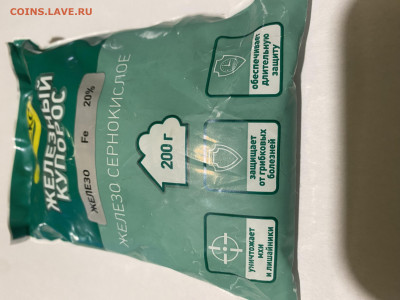 COINS.LAVE.RU
ЖЕЛЕЗНЫЙ
КУПОРОС
ЖЕЛЕЗО Fe 20%
ЖЕЛЕЗО СЕРНОКИСЛОЕ
200 г
обеспечивает
длительную
защиту
защищает
от грибковых
болезней
уничтожает
мхи
и лишайники